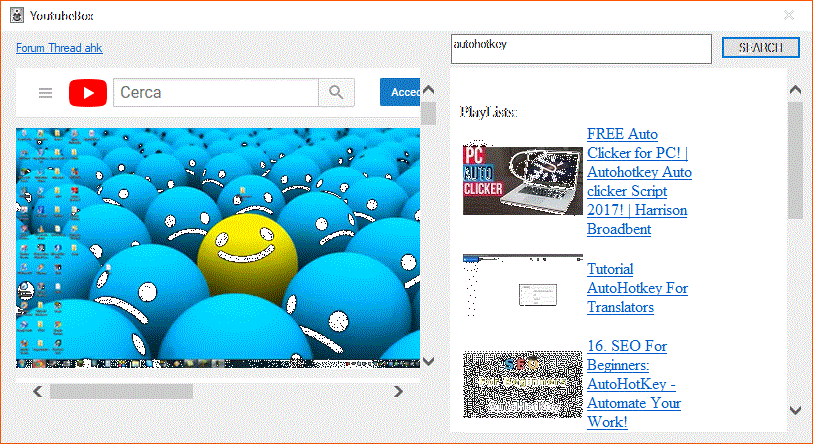 YoutubeBox
Forum Thread ahk
autohotkey
SEARCH
Cerca
Acced
PlayLists:
PC
AUTO
CLICKER
FREE Auto
Clicker for PC! |
Autohotkey Auto
clicker Script
2017! | Harrison
Broadbent
Tutorial
AutoHotkey For
Translators
16. SEO For
Beginners:
AutoHotKey -
Automate Your
Work!